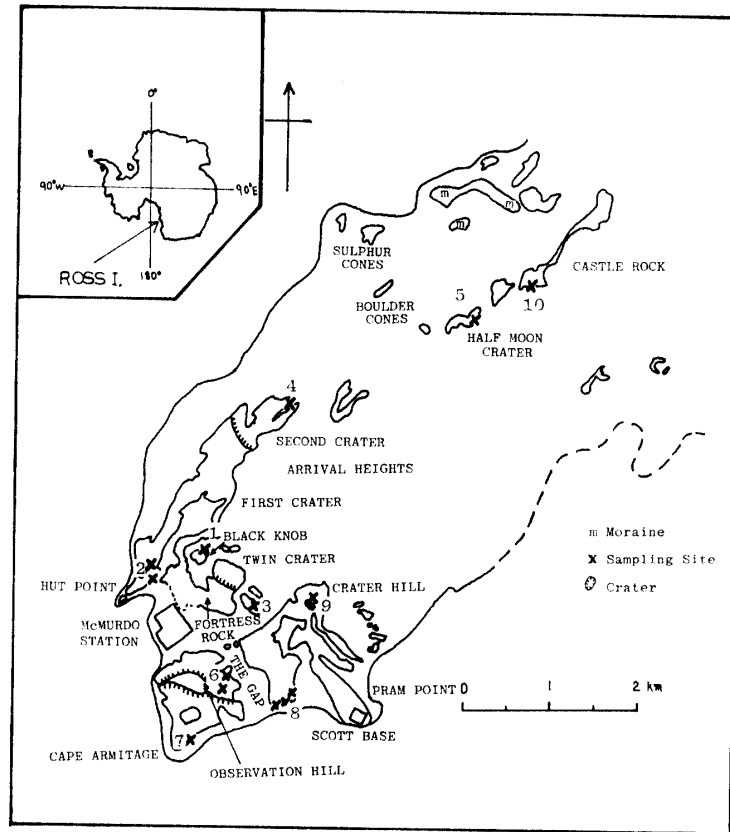 0°
90°W
90°E
180°
ROSS I.
m
m
m
SULPHUR
CONES
CASTLE ROCK
BOULDER
CONES
5
10
HALF MOON
CRATER
4
SECOND CRATER
ARRIVAL HEIGHTS
FIRST CRATER
1
BLACK KNOB
TWIN CRATER
2
HUT POINT
CRATER HILL
3
9
McMURDO
STATION
FORTRESS
ROCK
THE GAP
6
8
PRAM POINT
SCOTT BASE
7
CAPE ARMITAGE
OBSERVATION HILL
m Moraine
x Sampling Site
Crater
0 1 2 km